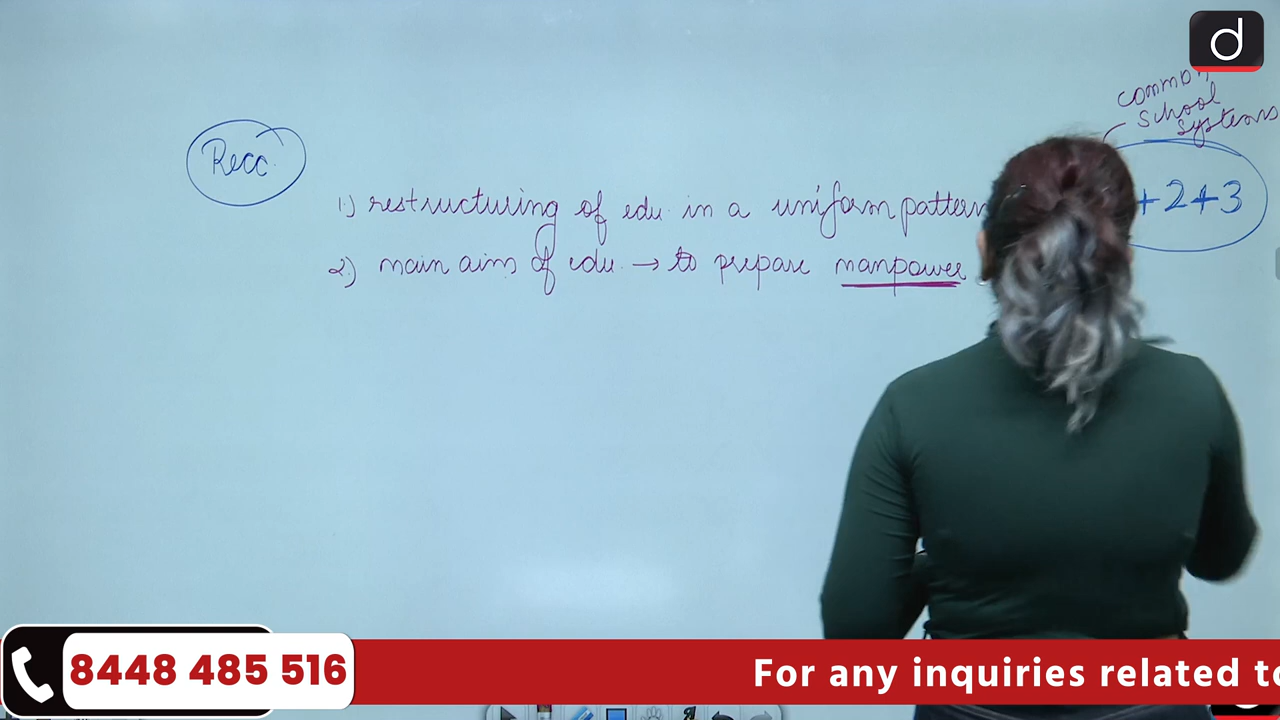 d
common
school
systems
Recc.
1) restructuring of edu. in a uniform pattern
+2+3
2) main aims of edu. → to prepare manpower
8448 485 516
For any inquiries related to